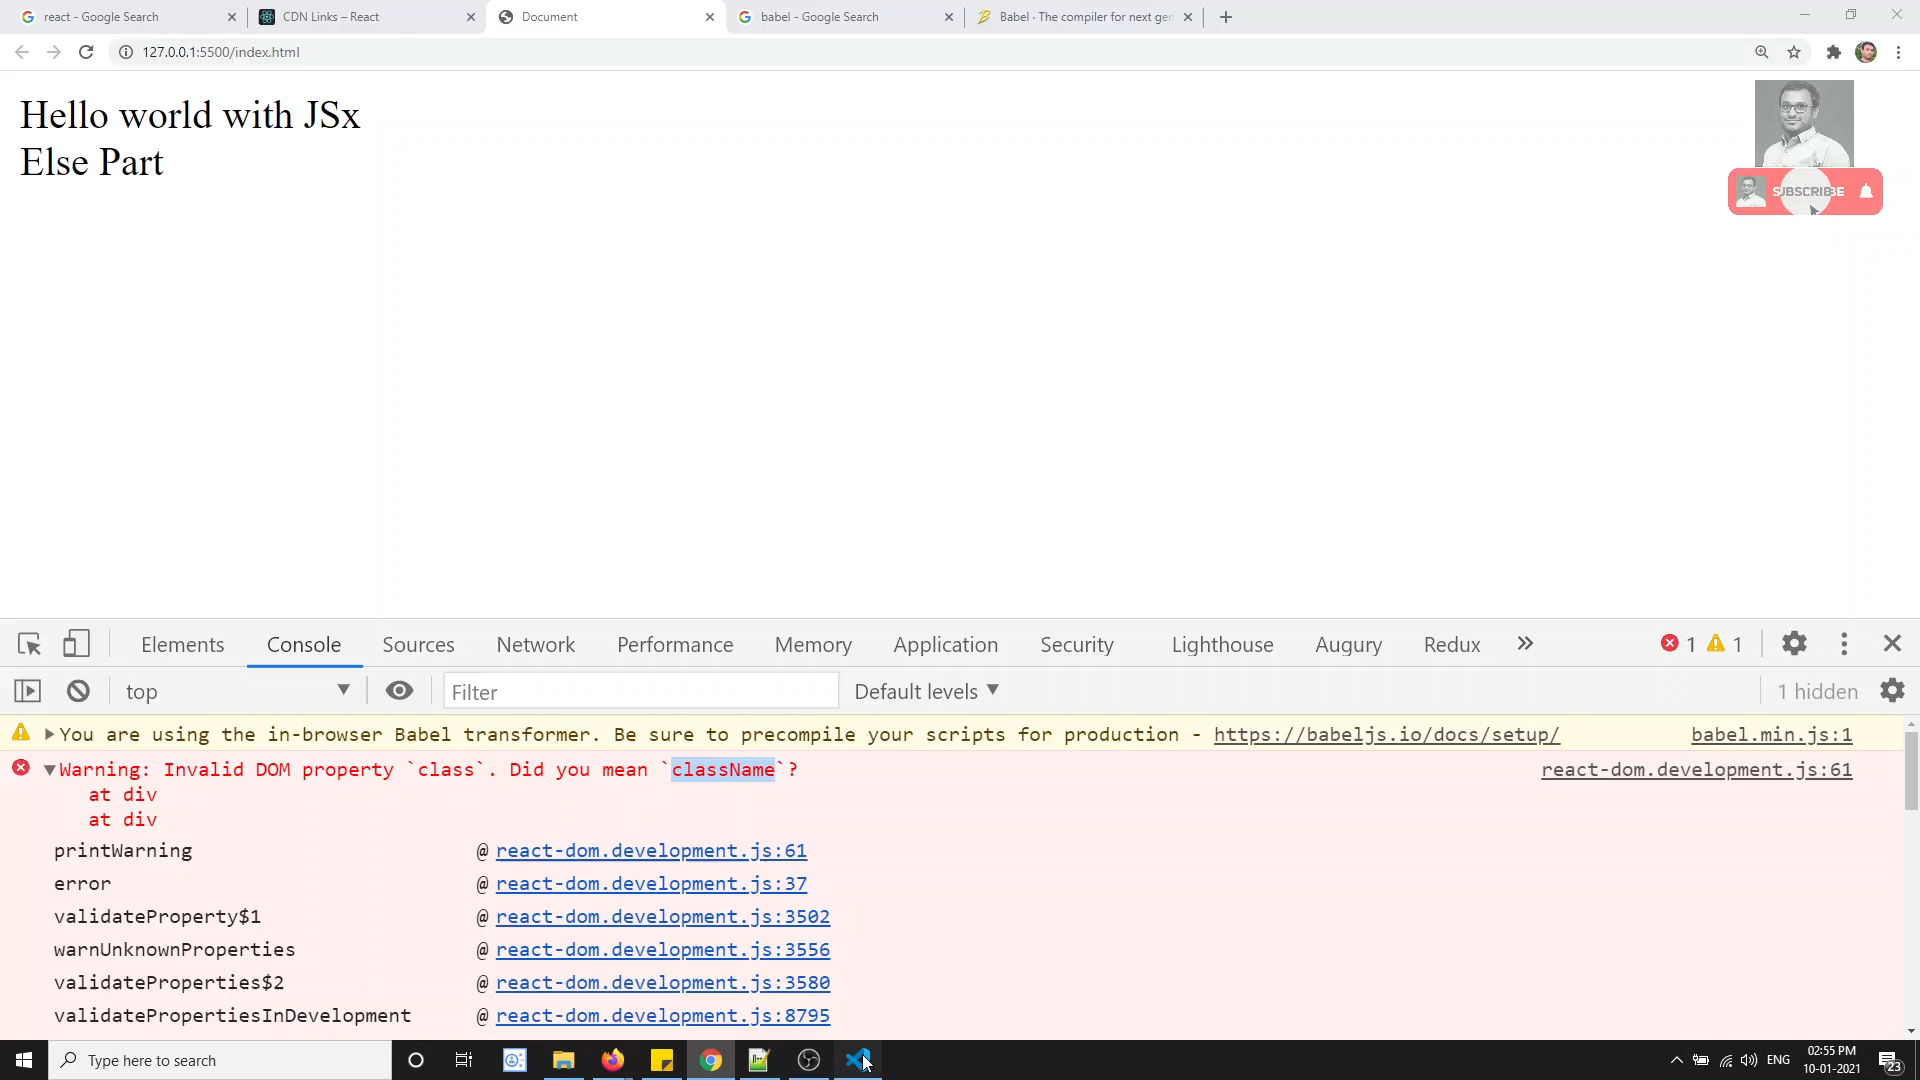 react - Google Search
CDN Links – React
Document
babel - Google Search
Babel · The compiler for next gen
127.0.0.1:5500/index.html
Hello world with JSx
Else Part
SUBSCRIBE
Elements Console Sources Network Performance Memory Application Security Lighthouse Augury Redux 1 1
top Filter Default levels 1 hidden
You are using the in-browser Babel transformer. Be sure to precompile your scripts for production - https://babeljs.io/docs/setup/ babel.min.js:1
Warning: Invalid DOM property `class`. Did you mean `className`? react-dom.development.js:61
at div
at div
printWarning @ react-dom.development.js:61
error @ react-dom.development.js:37
validateProperty$1 @ react-dom.development.js:3502
warnUnknownProperties @ react-dom.development.js:3556
validateProperties$2 @ react-dom.development.js:3580
validatePropertiesInDevelopment @ react-dom.development.js:8795
Type here to search
ENG
02:55 PM
10-01-2021
23